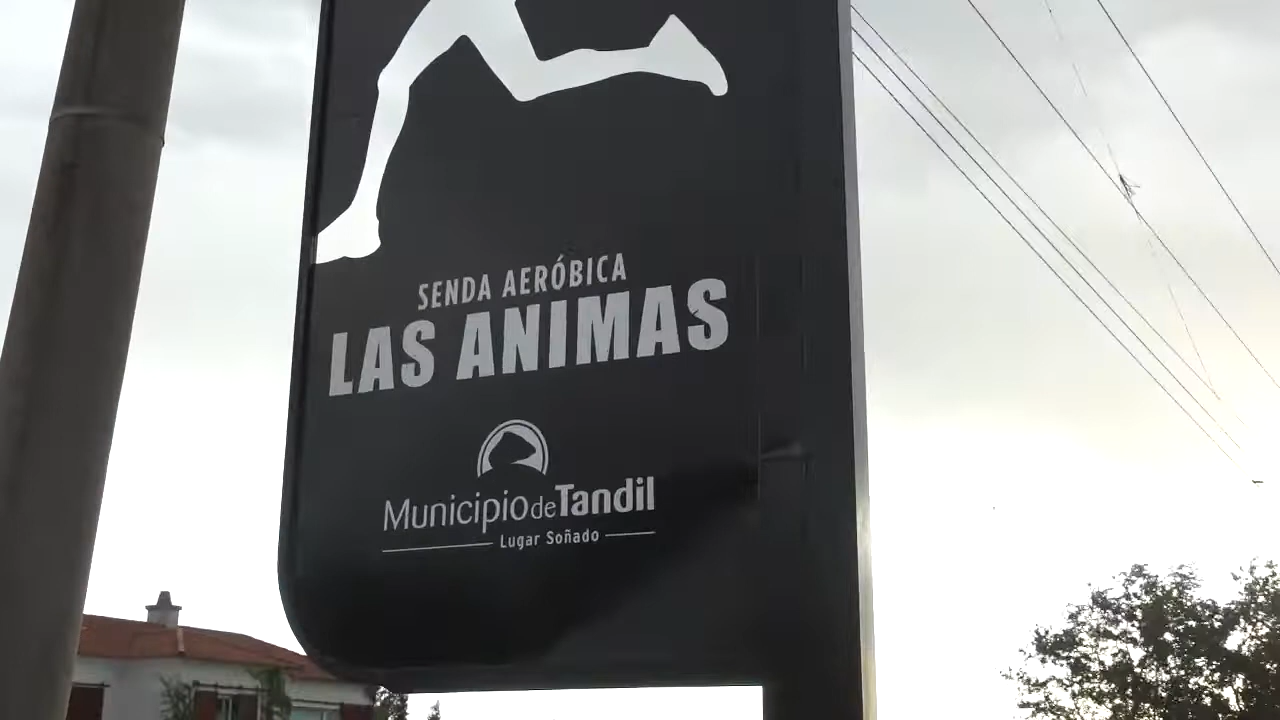 SENDA AERÓBICA
LAS ANIMAS
Municipio de Tandil
Lugar Soñado